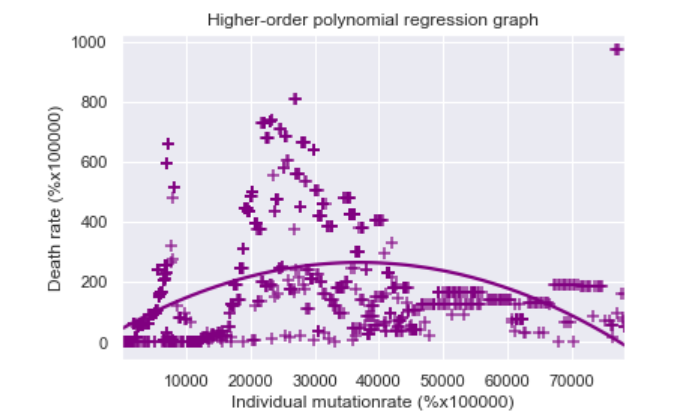 Higher-order polynomial regression graph
1000
800
600
400
200
0
Death rate (%x100000)
10000 20000 30000 40000 50000 60000 70000
Individual mutationrate (%x100000)